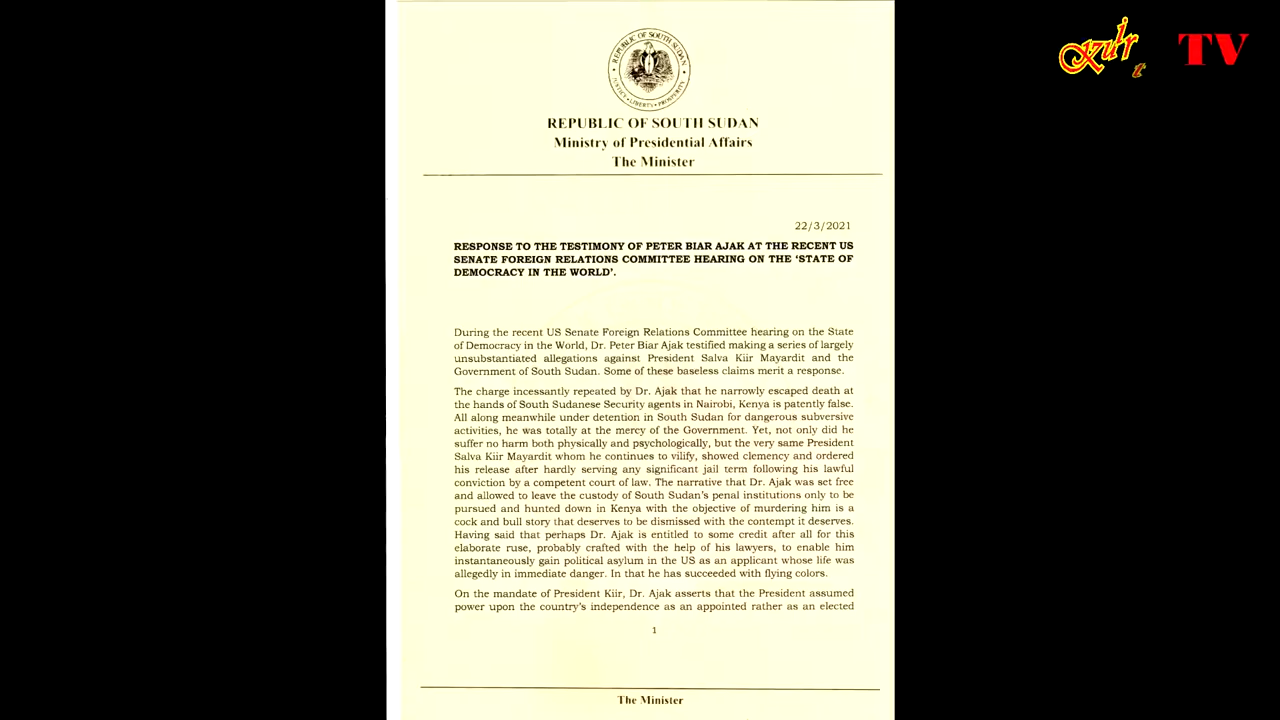 REPUBLIC OF SOUTH SUDAN
JUSTICY • LIBERTY • PROSPERITY
TV
REPUBLIC OF SOUTH SUDAN
Ministry of Presidential Affairs
The Minister
22/3/2021
RESPONSE TO THE TESTIMONY OF PETER BIAR AJAK AT THE RECENT US
SENATE FOREIGN RELATIONS COMMITTEE HEARING ON THE ‘STATE OF
DEMOCRACY IN THE WORLD’.
During the recent US Senate Foreign Relations Committee hearing on the State
of Democracy in the World, Dr. Peter Biar Ajak testified making a series of largely
unsubstantiated allegations against President Salva Kiir Mayardit and the
Government of South Sudan. Some of these baseless claims merit a response.
The charge incessantly repeated by Dr. Ajak that he narrowly escaped death at
the hands of South Sudanese Security agents in Nairobi, Kenya is patently false.
All along meanwhile under detention in South Sudan for dangerous subversive
activities, he was totally at the mercy of the Government. Yet, not only did he
suffer no harm both physically and psychologically, but the very same President
Salva Kiir Mayardit whom he continues to vilify, showed clemency and ordered
his release after hardly serving any significant jail term following his lawful
conviction by a competent court of law. The narrative that Dr. Ajak was set free
and allowed to leave the custody of South Sudan’s penal institutions only to be
pursued and hunted down in Kenya with the objective of murdering him is a
cock and bull story that deserves to be dismissed with the contempt it deserves.
Having said that perhaps Dr. Ajak is entitled to some credit after all for this
elaborate ruse, probably crafted with the help of his lawyers, to enable him
instantaneously gain political asylum in the US as an applicant whose life was
allegedly in immediate danger. In that he has succeeded with flying colors.
On the mandate of President Kiir, Dr. Ajak asserts that the President assumed
power upon the country’s independence as an appointed rather as an elected
1
The Minister